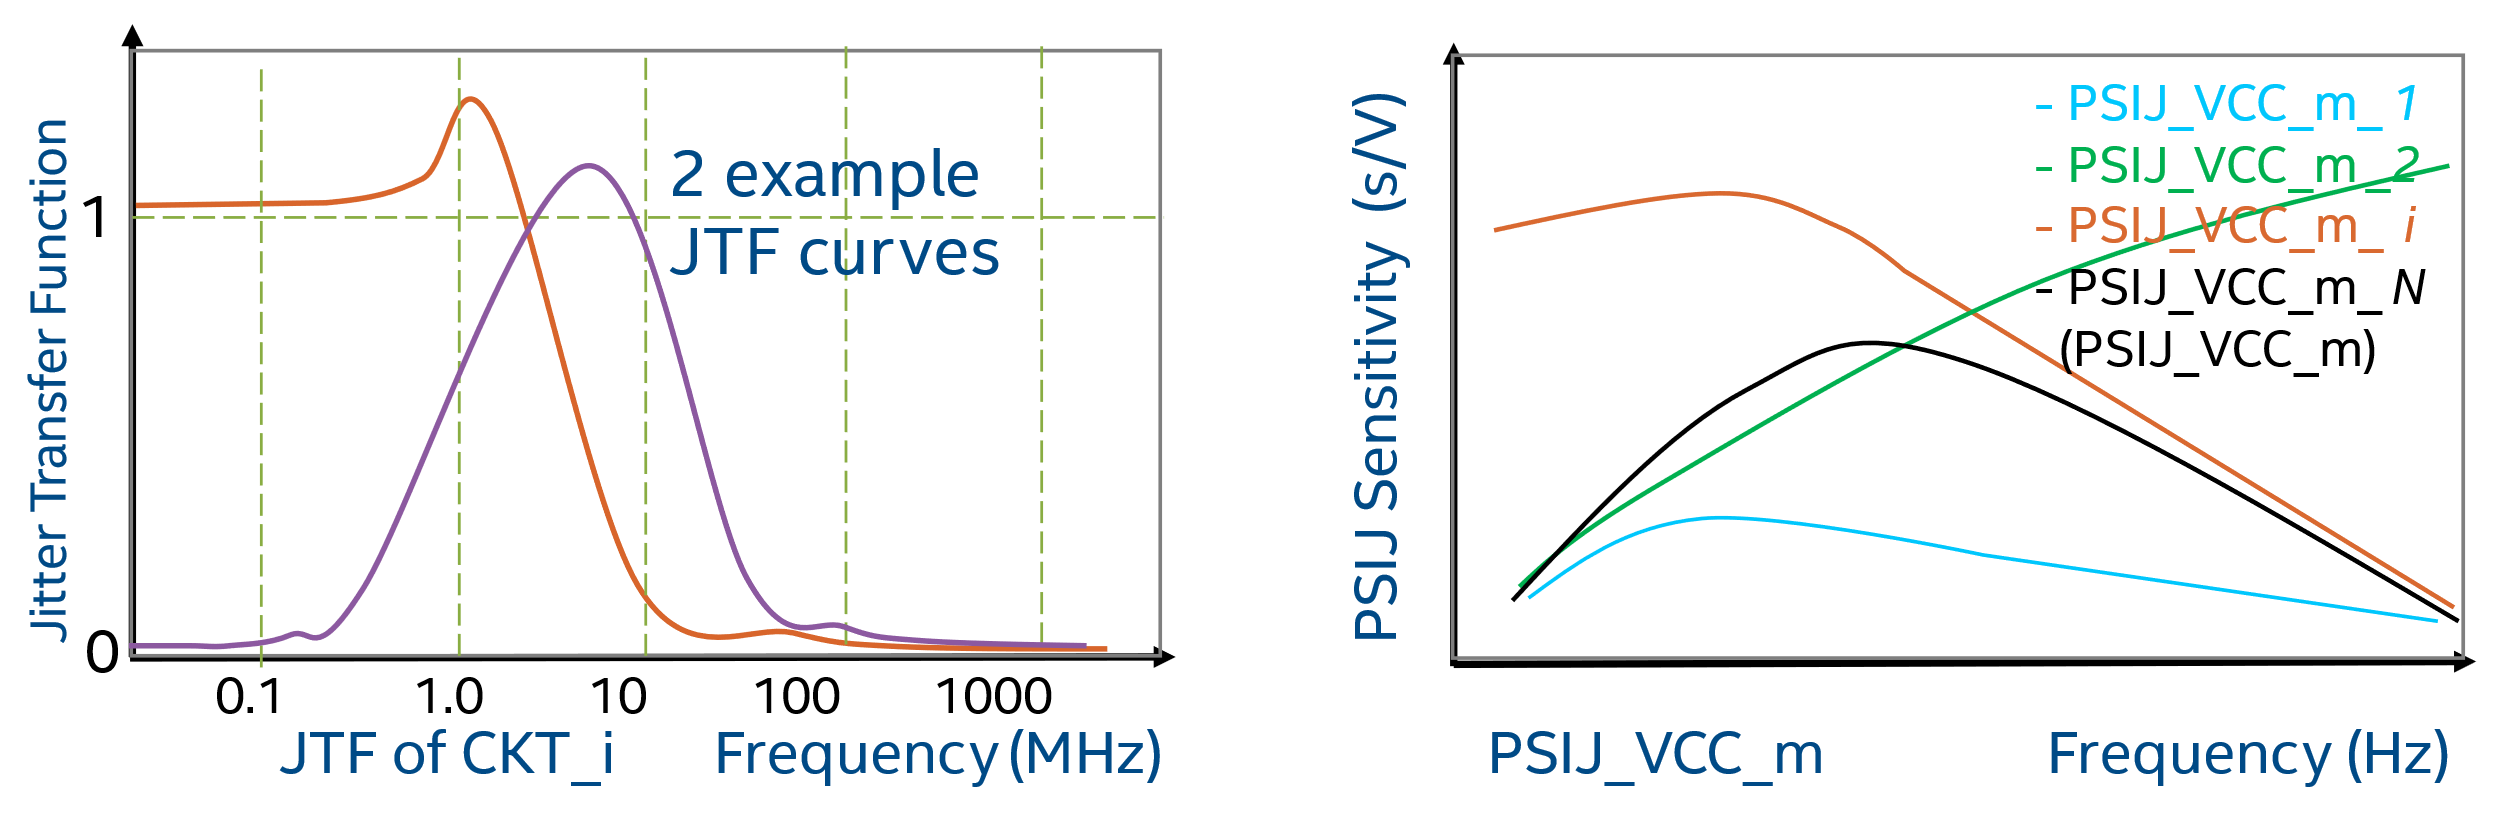 Jitter Transfer Function
1
0
2 example
JTF curves
0.1 1.0 10 100 1000
JTF of CKT_i Frequency (MHz)
PSIJ Sensitivity (s/V)
- PSIJ_VCC_m_1
- PSIJ_VCC_m_2
- PSIJ_VCC_m_i
- PSIJ_VCC_m_N
(PSIJ_VCC_m)
PSIJ_VCC_m Frequency (Hz)